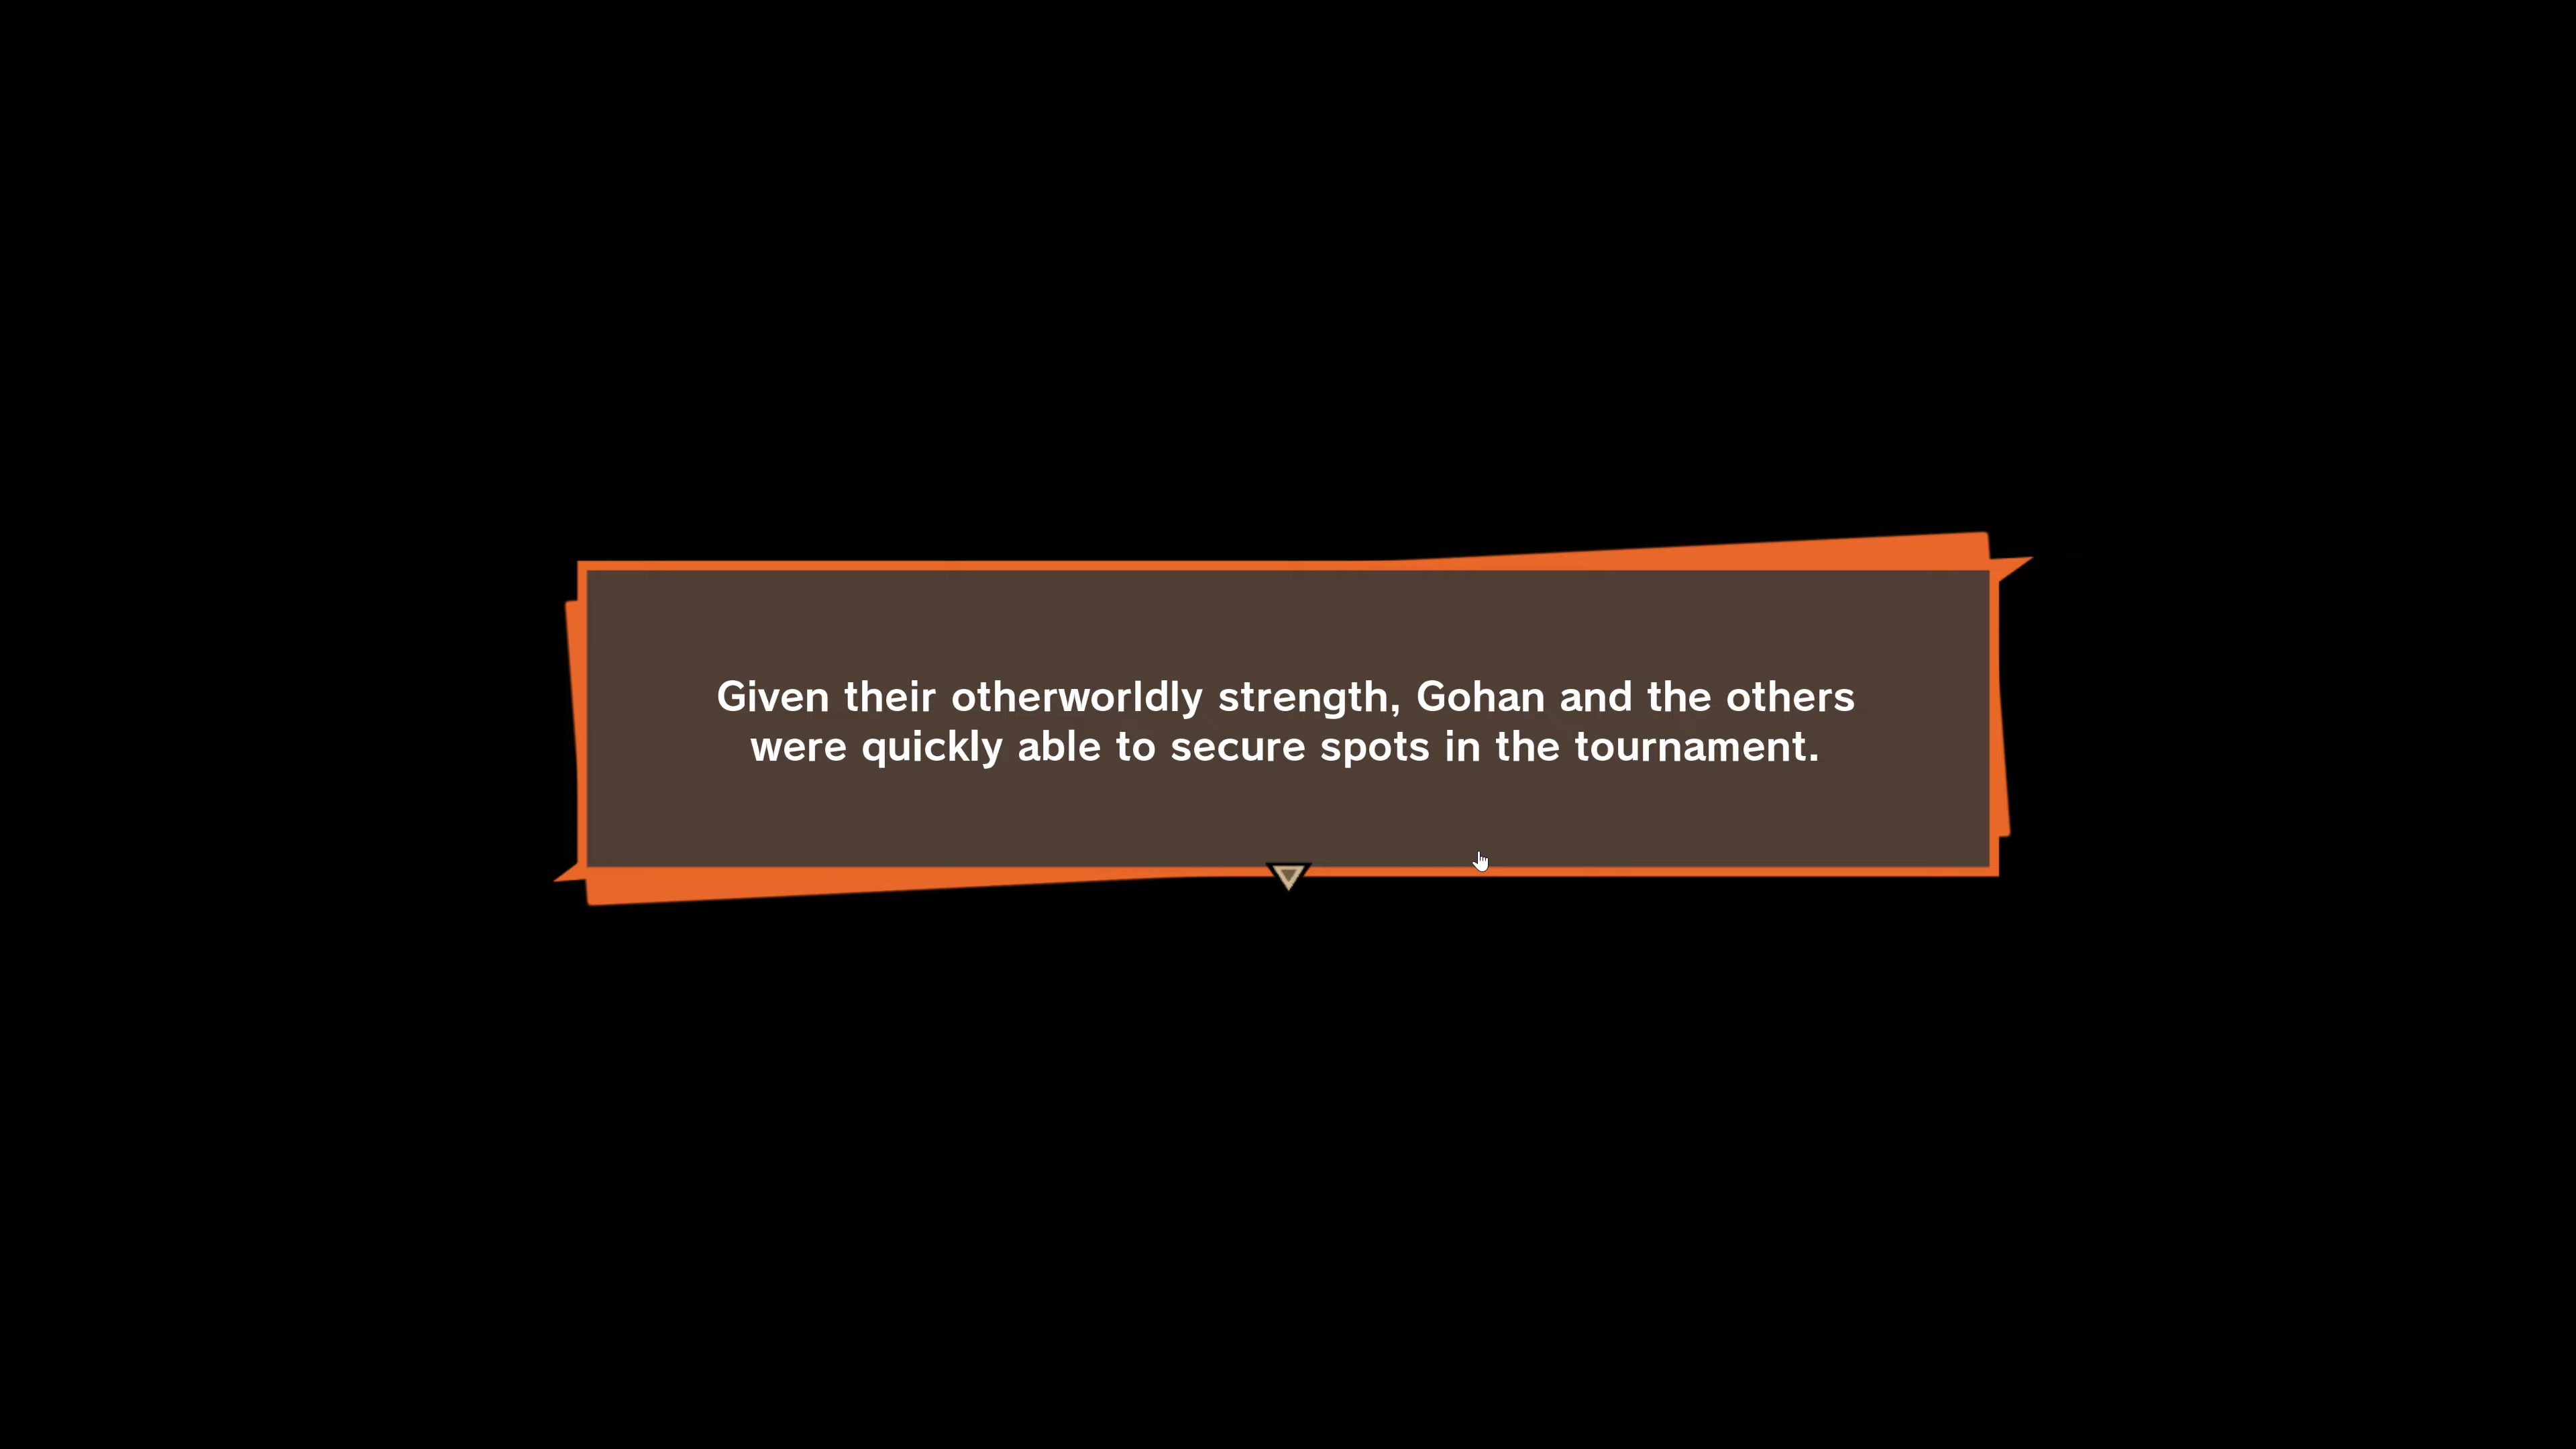 Given their otherworldly strength, Gohan and the others
were quickly able to secure spots in the tournament.